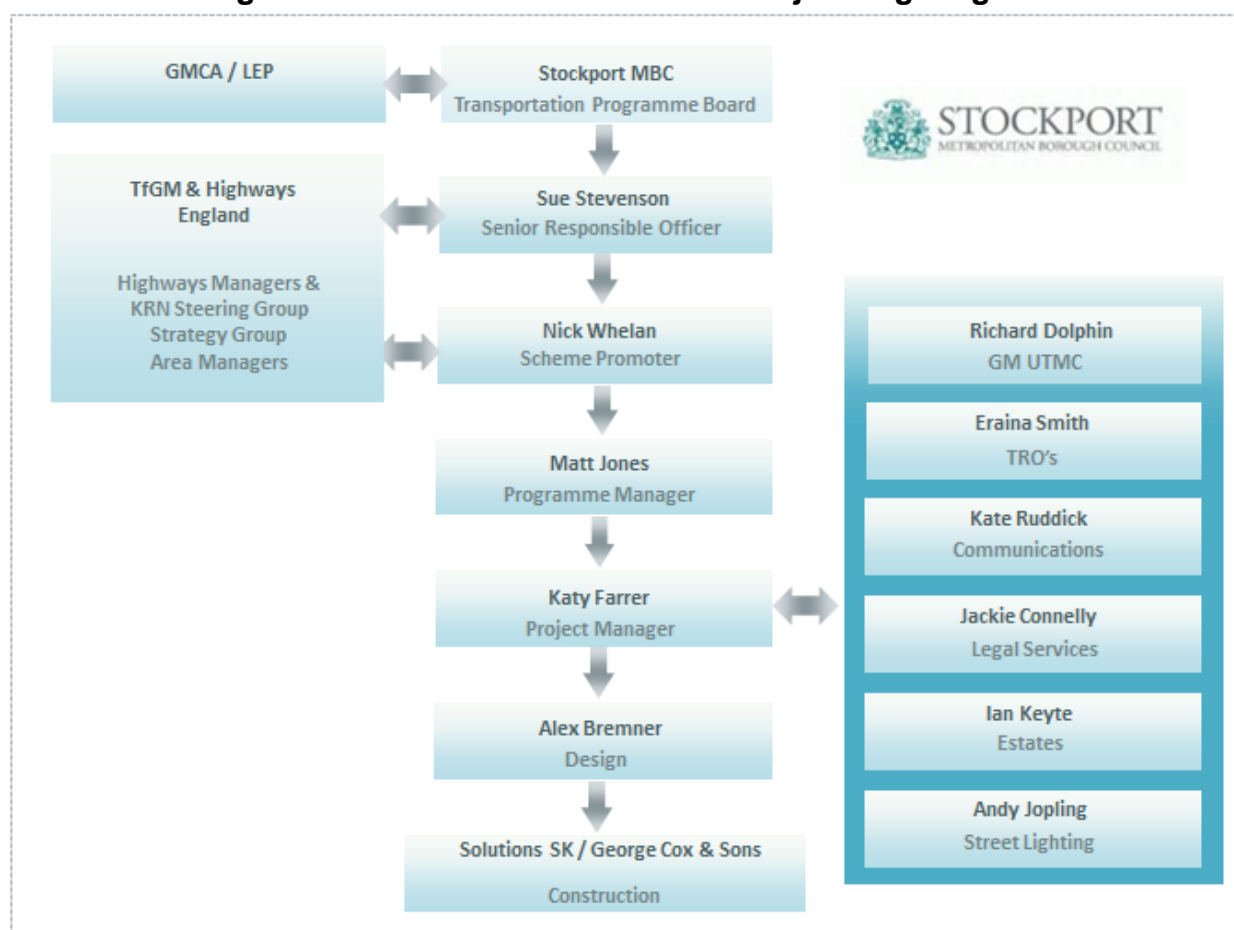 GMCA / LEP
Stockport MBC
Transportation Programme Board
STOCKPORT
METROPOLITAN BOROUGH COUNCIL
TfGM & Highways
England
Highways Managers &
KRN Steering Group
Strategy Group
Area Managers
Sue Stevenson
Senior Responsible Officer
Nick Whelan
Scheme Promoter
Matt Jones
Programme Manager
Katy Farrer
Project Manager
Alex Bremner
Design
Solutions SK / George Cox & Sons
Construction
Richard Dolphin
GM UTMC
Eraina Smith
TRO's
Kate Ruddick
Communications
Jackie Connelly
Legal Services
Ian Keyte
Estates
Andy Jopling
Street Lighting